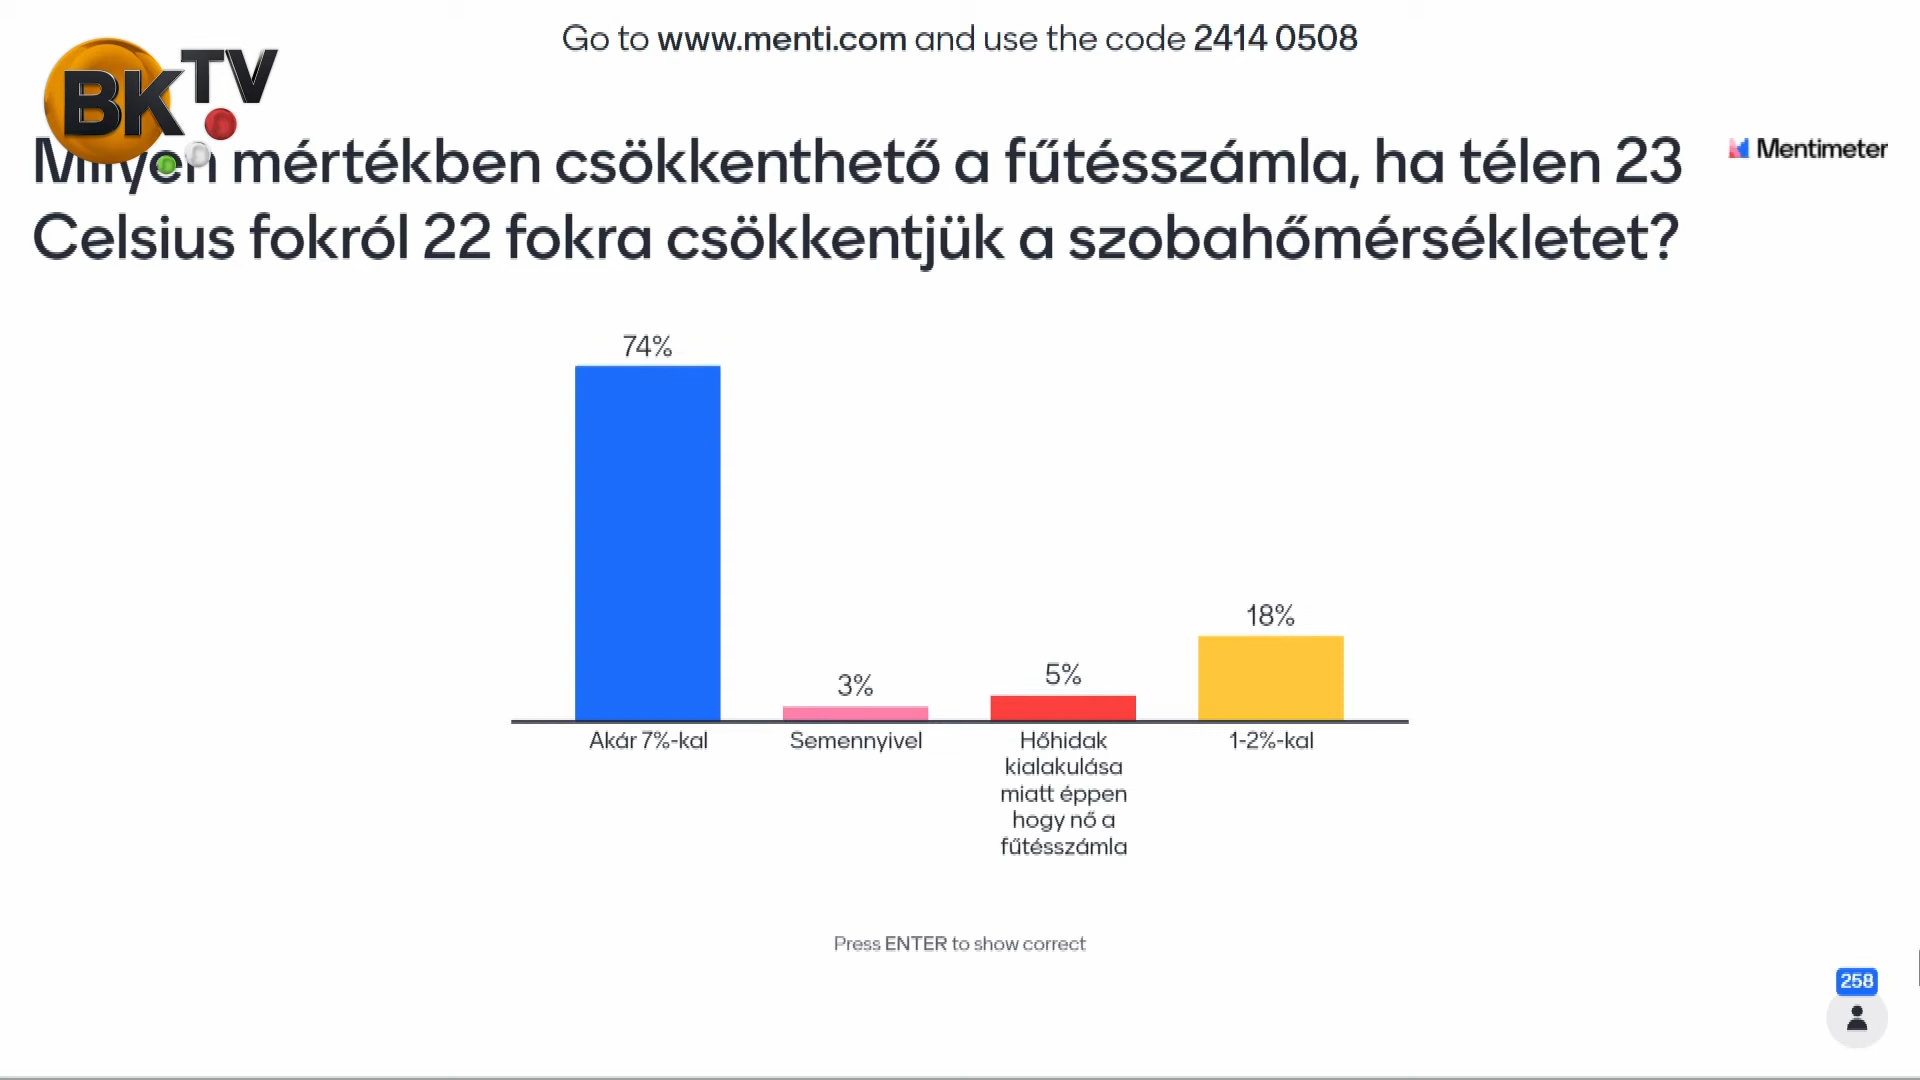 Go to www.menti.com and use the code 2414 0508
BKTV
Milyen mértékben csökkenthető a fűtésszámla, ha télen 23
Mentimeter
Celsius fokról 22 fokra csökkentjük a szobahőmérsékletet?
74%
3%
5%
18%
Akár 7%-kal
Semennyivel
Hőhidak
kialakulása
miatt éppen
hogy nő a
fűtésszámla
1-2%-kal
Press ENTER to show correct
258